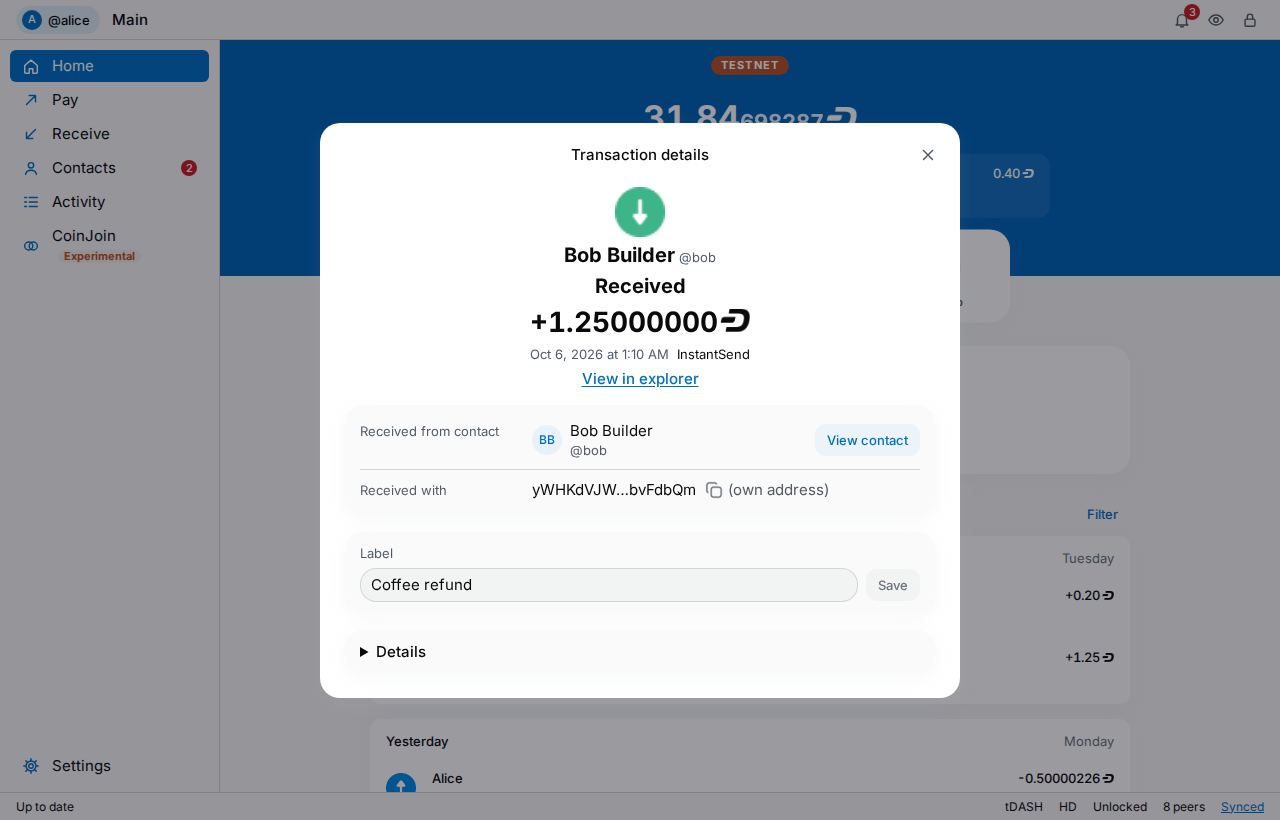 A @alice Main 3
Home
Pay
Receive
Contacts 2
Activity
CoinJoin
Experimental
Settings
TESTNET
31.84698287
0.40
Transaction details
Bob Builder @bob
Received
+1.25000000
Oct 6, 2026 at 1:10 AM InstantSend
View in explorer
Received from contact BB Bob Builder
@bob
View contact
Received with yWHKdVJW...bvFdbQm (own address)
Label
Coffee refund Save
Details
Filter
Tuesday
+0.20
+1.25
Yesterday Monday
Alice -0.50000226
Up to date tDASH HD Unlocked 8 peers Synced